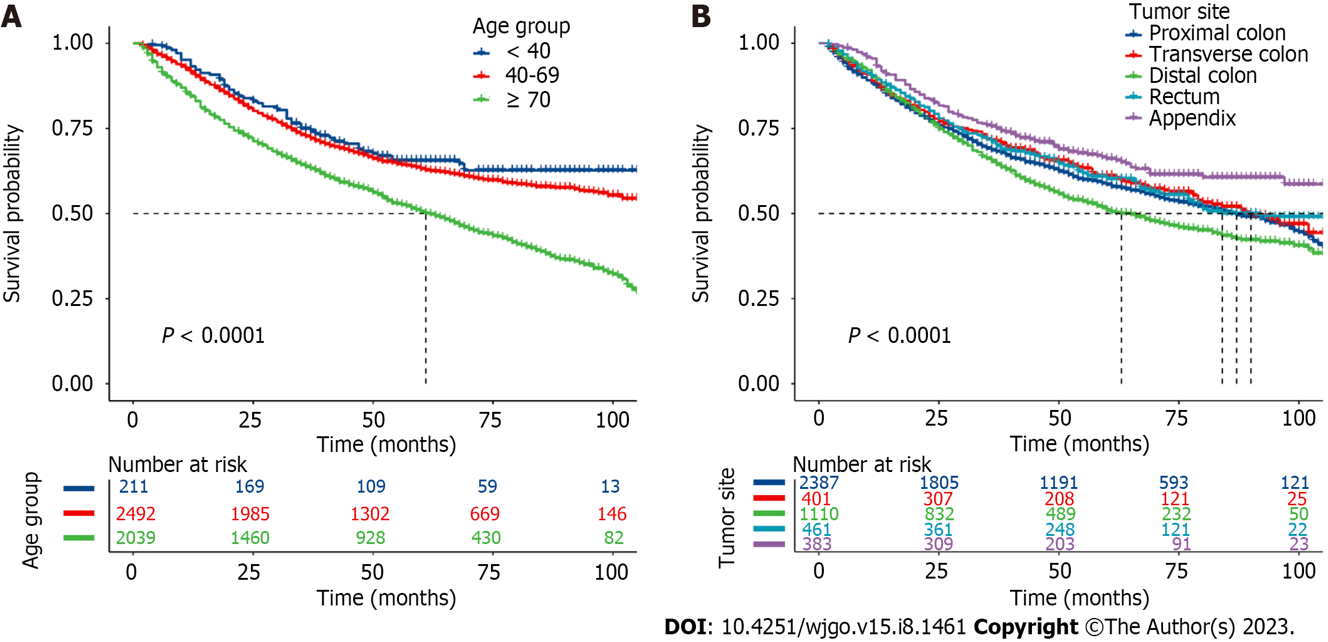 A
Age group
< 40
40-69
≥ 70
1.00
0.75
0.50
0.25
0.00
Survival probability
P < 0.0001
0 25 50 75 100
Time (months)
Number at risk
Age group
211 169 109 59 13
2492 1985 1302 669 146
2039 1460 928 430 82
0 25 50 75 100
Time (months)
B
Tumor site
Proximal colon
Transverse colon
Distal colon
Rectum
Appendix
1.00
0.75
0.50
0.25
0.00
Survival probability
P < 0.0001
0 25 50 75 100
Time (months)
Number at risk
Tumor site
2387 1805 1191 593 121
401 307 208 121 25
1110 832 489 232 50
461 361 248 121 22
383 309 203 91 23
0 25 50 75 100
Time (months)
DOI: 10.4251/wjgo.v15.i8.1461 Copyright ©The Author(s) 2023.